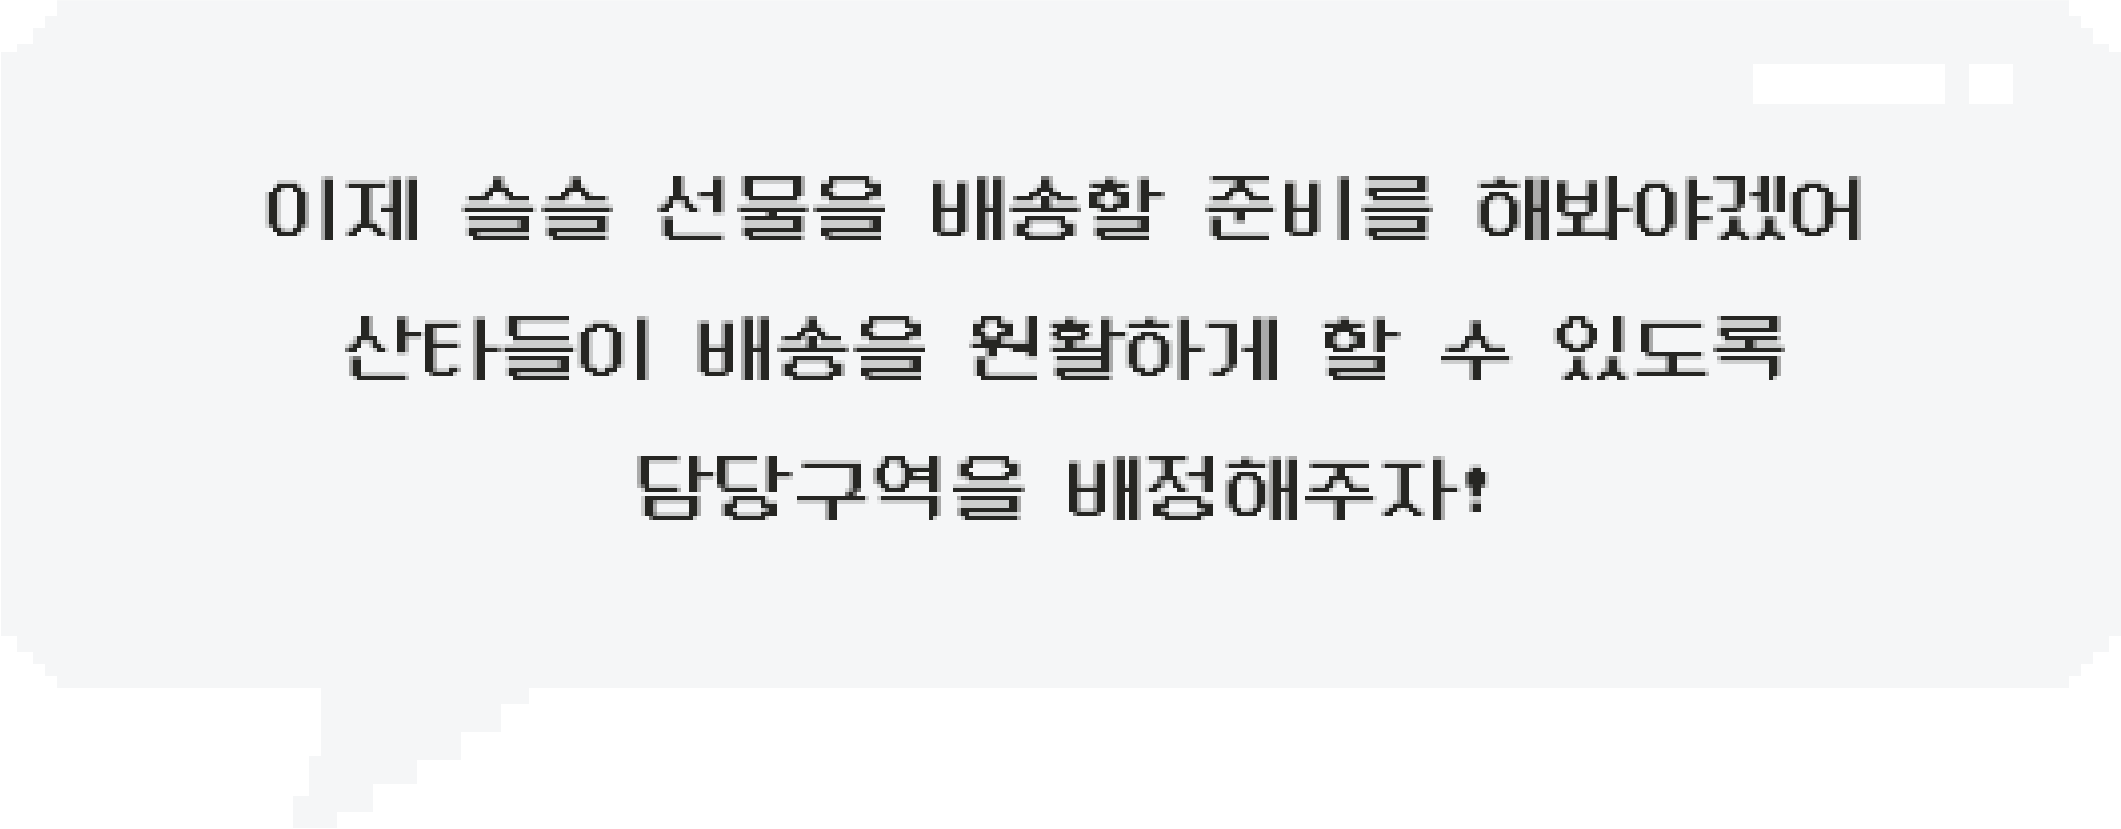 이제 슬슬 선물을 배송할 준비를 해봐야겠어
산타들이 배송을 원활하게 할 수 있도록
담당구역을 배정해주자!